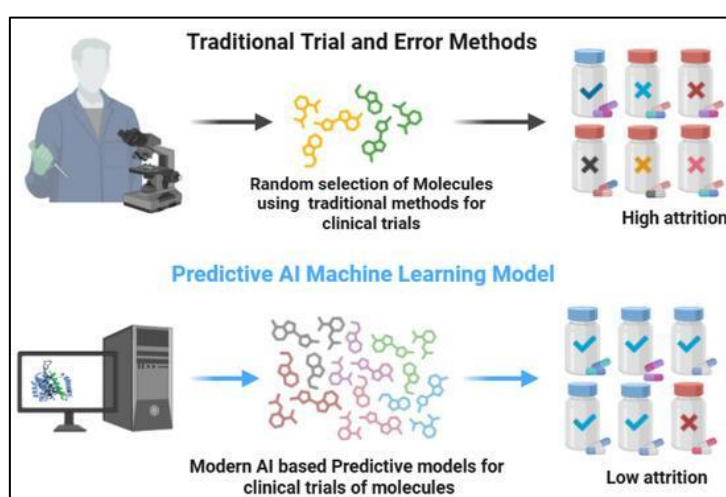 Traditional Trial and Error Methods
Random selection of Molecules
using traditional methods for
clinical trials
High attrition
Predictive AI Machine Learning Model
Modern AI based Predictive models for
clinical trials of molecules
Low attrition